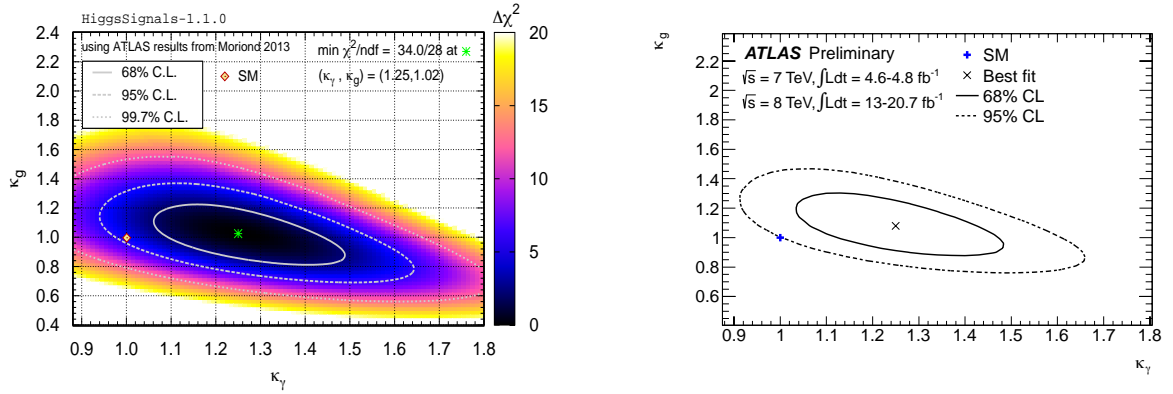 HiggsSignals-1.1.0
using ATLAS results from Moriond 2013
min χ²/ndf = 34.0/28 at
(κγ , κg) = (1.25,1.02)
68% C.L.
95% C.L.
99.7% C.L.
SM
2.4
2.2
2.0
1.8
1.6
1.4
1.2
1.0
0.8
0.6
0.4
κg
0.9 1.0 1.1 1.2 1.3 1.4 1.5 1.6 1.7 1.8
κγ
Δχ²
20
15
10
5
0
ATLAS Preliminary
√s = 7 TeV, ∫Ldt = 4.6-4.8 fb⁻¹
√s = 8 TeV, ∫Ldt = 13-20.7 fb⁻¹
SM
Best fit
68% CL
95% CL
κg
2.2
2
1.8
1.6
1.4
1.2
1
0.8
0.6
0.9 1 1.1 1.2 1.3 1.4 1.5 1.6 1.7 1.8
κγ